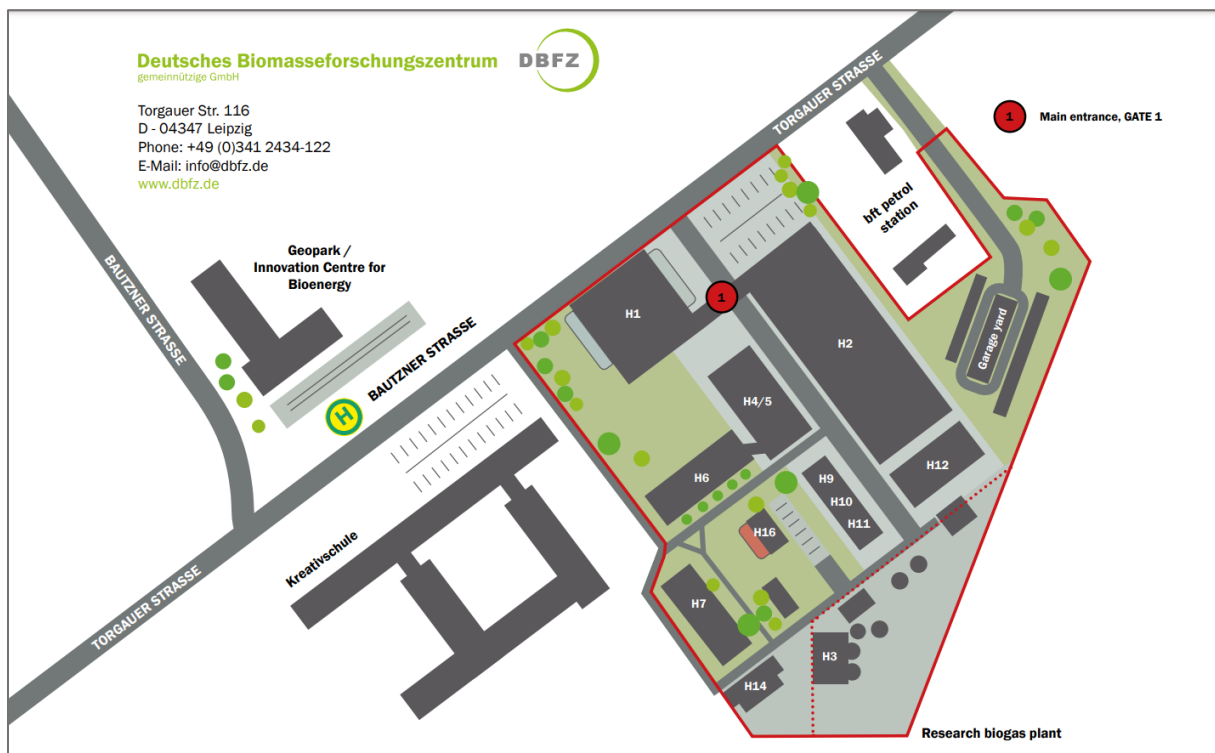 Deutsches Biomasseforschungszentrum
gemeinnützige GmbH
DBFZ
Torgauer Str. 116
D - 04347 Leipzig
Phone: +49 (0)341 2434-122
E-Mail: info@dbfz.de
www.dbfz.de
TORGAUER STRASSE
1
Main entrance, GATE 1
bft petrol
station
BAUTZNER STRASSE
Geopark /
Innovation Centre for
Bioenergy
1
H1
H2
Garage yard
BAUTZNER STRASSE
H
H4/5
H6
H9
H10
H11
H12
H16
Kreativschule
TORGAUER STRASSE
H7
H3
H14
Research biogas plant